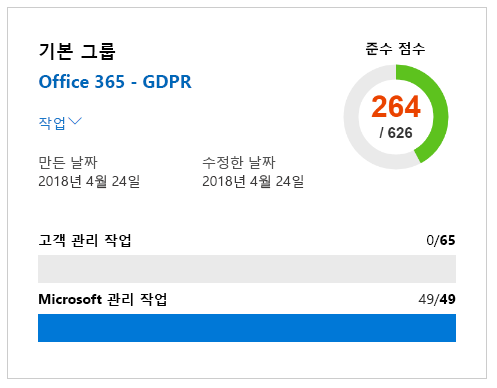 기본 그룹
Office 365 - GDPR
작업
준수 점수
264
/ 626
만든 날짜
2018년 4월 24일
수정한 날짜
2018년 4월 24일
고객 관리 작업 0/65
Microsoft 관리 작업 49/49